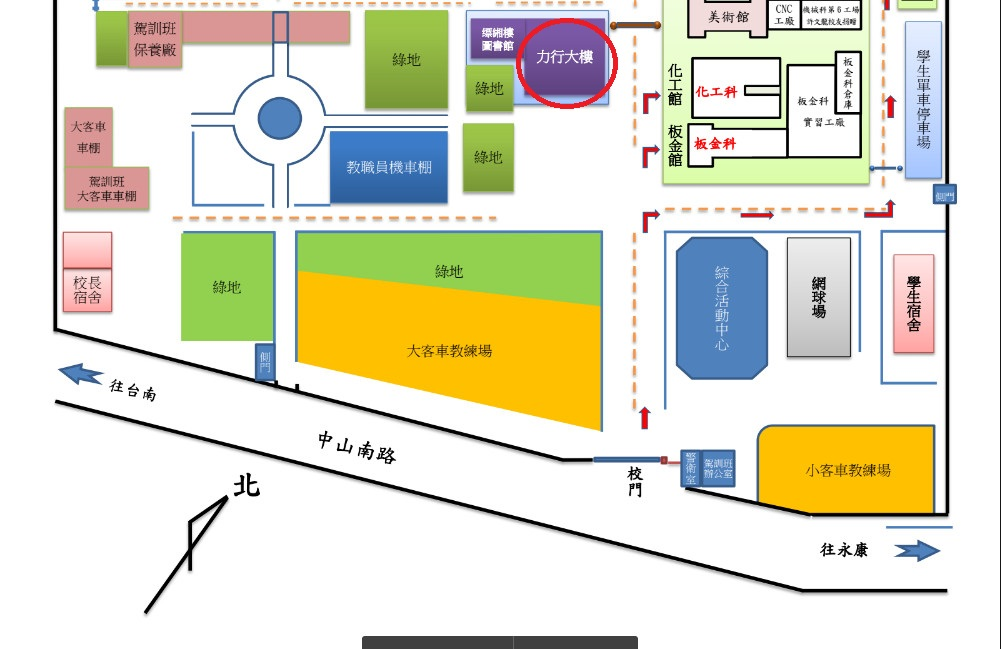 駕訓班
保養廠
綠地
缥緗樓
圖書館
力行大樓
綠地
美術館
CNC
工廠
機械科第6工場
許文龍校友捐贈
化工館
化工科
板金科倉庫
板金科
實習工廠
板金館
板金科
學生單車停車場
大客車
車棚
教職員機車棚
綠地
駕訓班
大客車車棚
側門
校長
宿舍
綠地
綠地
大客車教練場
綜合活動中心
網球場
學生宿舍
側門
往台南
中山南路
校門
警衛室
駕訓班
辦公室
小客車教練場
北
往永康